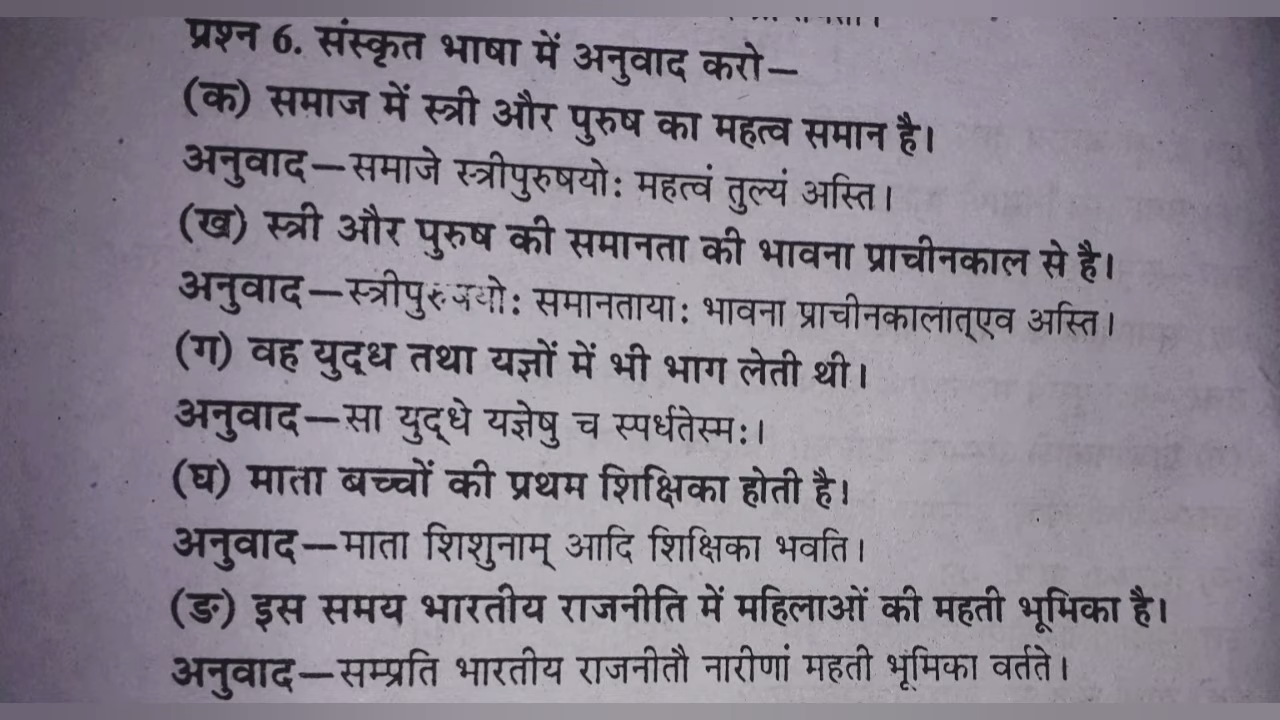 प्रश्न 6. संस्कृत भाषा में अनुवाद करो—
(क) समाज में स्त्री और पुरुष का महत्व समान है।
अनुवाद—समाजे स्त्रीपुरुषयो: महत्वं तुल्यं अस्ति।
(ख) स्त्री और पुरुष की समानता की भावना प्राचीनकाल से है।
अनुवाद—स्त्रीपुरुषयो: समानताया: भावना प्राचीनकालात्‌एव अस्ति।
(ग) वह युद्ध तथा यज्ञों में भी भाग लेती थी।
अनुवाद—सा युद्धे यज्ञेषु च स्पर्धतेस्म:।
(घ) माता बच्चों की प्रथम शिक्षिका होती है।
अनुवाद—माता शिशुनाम् आदि शिक्षिका भवति।
(ङ) इस समय भारतीय राजनीति में महिलाओं की महती भूमिका है।
अनुवाद—सम्प्रति भारतीय राजनीतौ नारीणां महती भूमिका वर्तते।